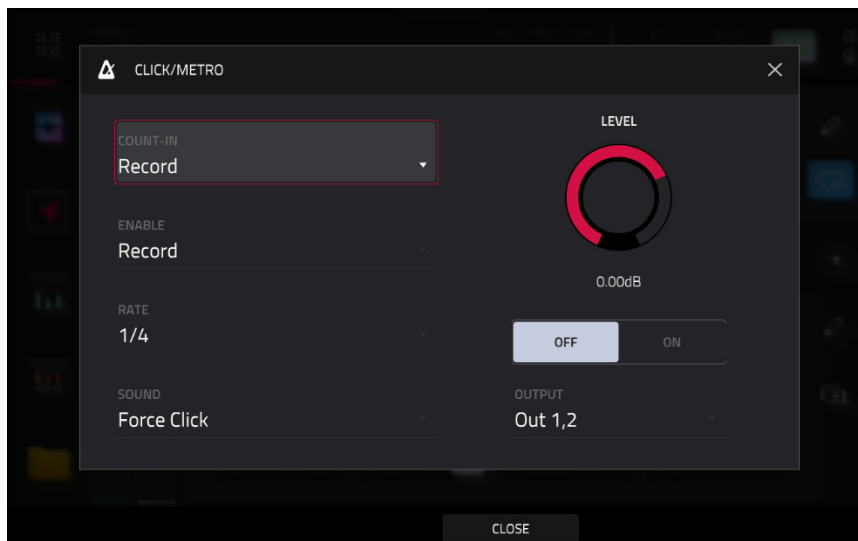 CLICK/METRO
COUNT-IN
Record
ENABLE
Record
RATE
1/4
SOUND
Force Click
LEVEL
0.00dB
OFF ON
OUTPUT
Out 1,2
CLOSE